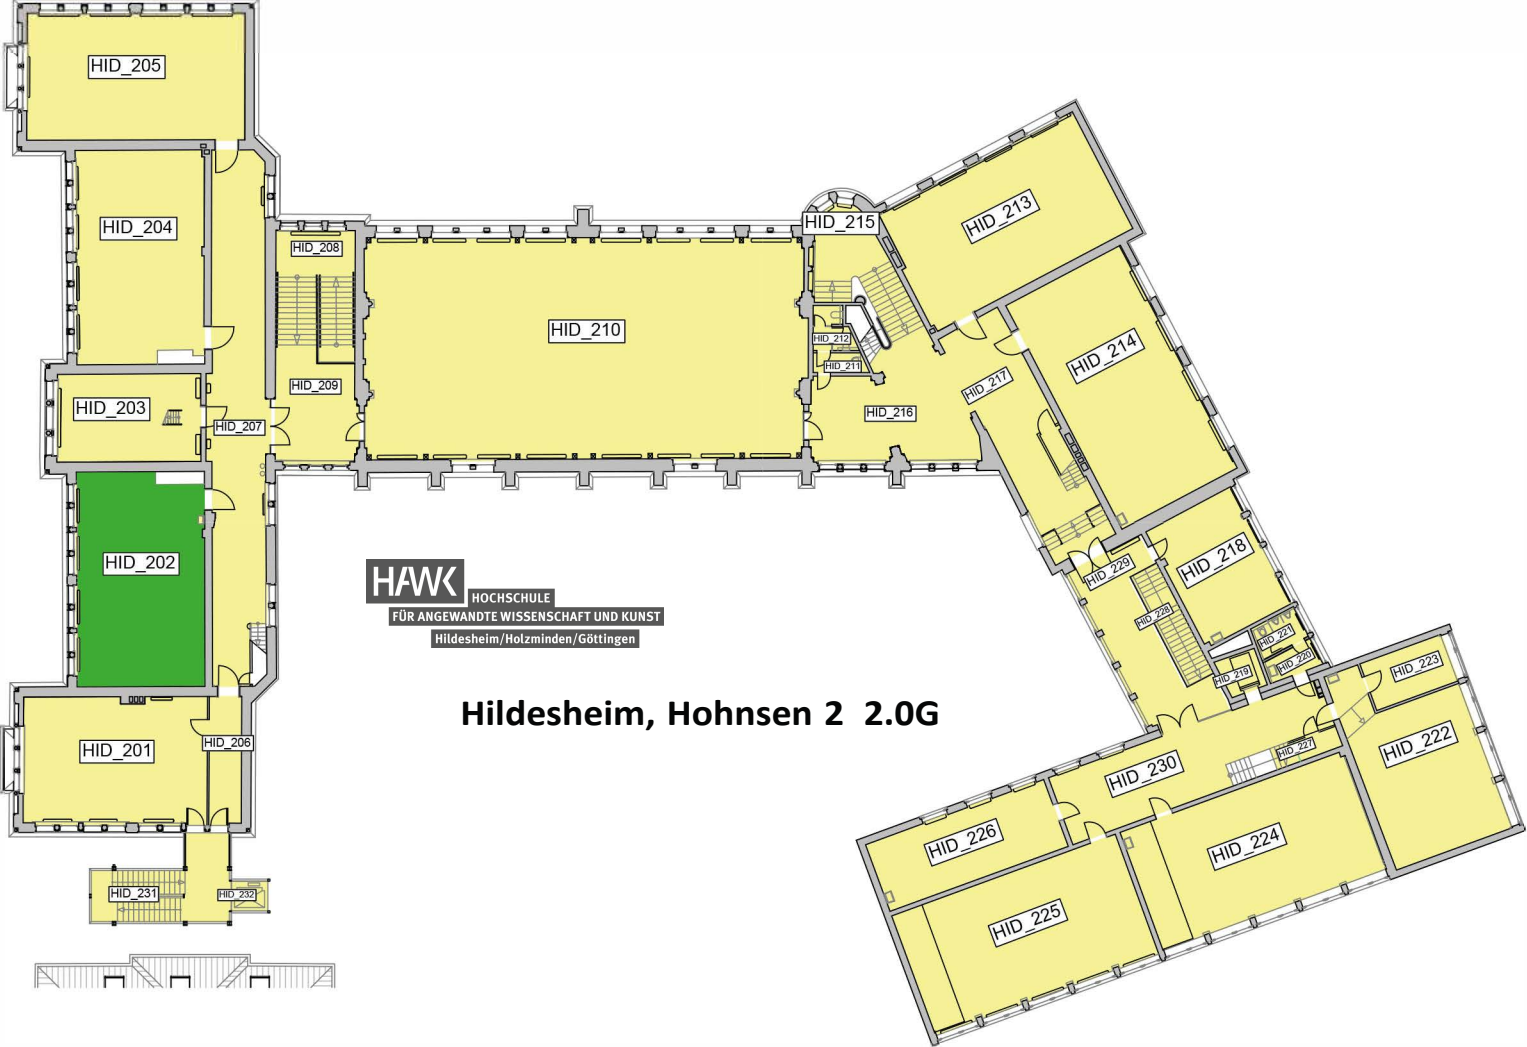 HID_205
HID_204
HID_203
HID_207
HID_202
HID_201
HID_206
HID_231
HID_232
HID_208
HID_209
HID_210
HID_215
HID_212
HID_211
HID_216
HID_213
HID_217
HID_214
HID_218
HID_229
HID_228
HID_221
HID_220
HID_219
HID_223
HID_222
HID_227
HID_230
HID_226
HID_224
HID_225
HAWK
HOCHSCHULE
FÜR ANGEWANDTE WISSENSCHAFT UND KUNST
Hildesheim/Holzminden/Göttingen
Hildesheim, Hohnsen 2 2.0G